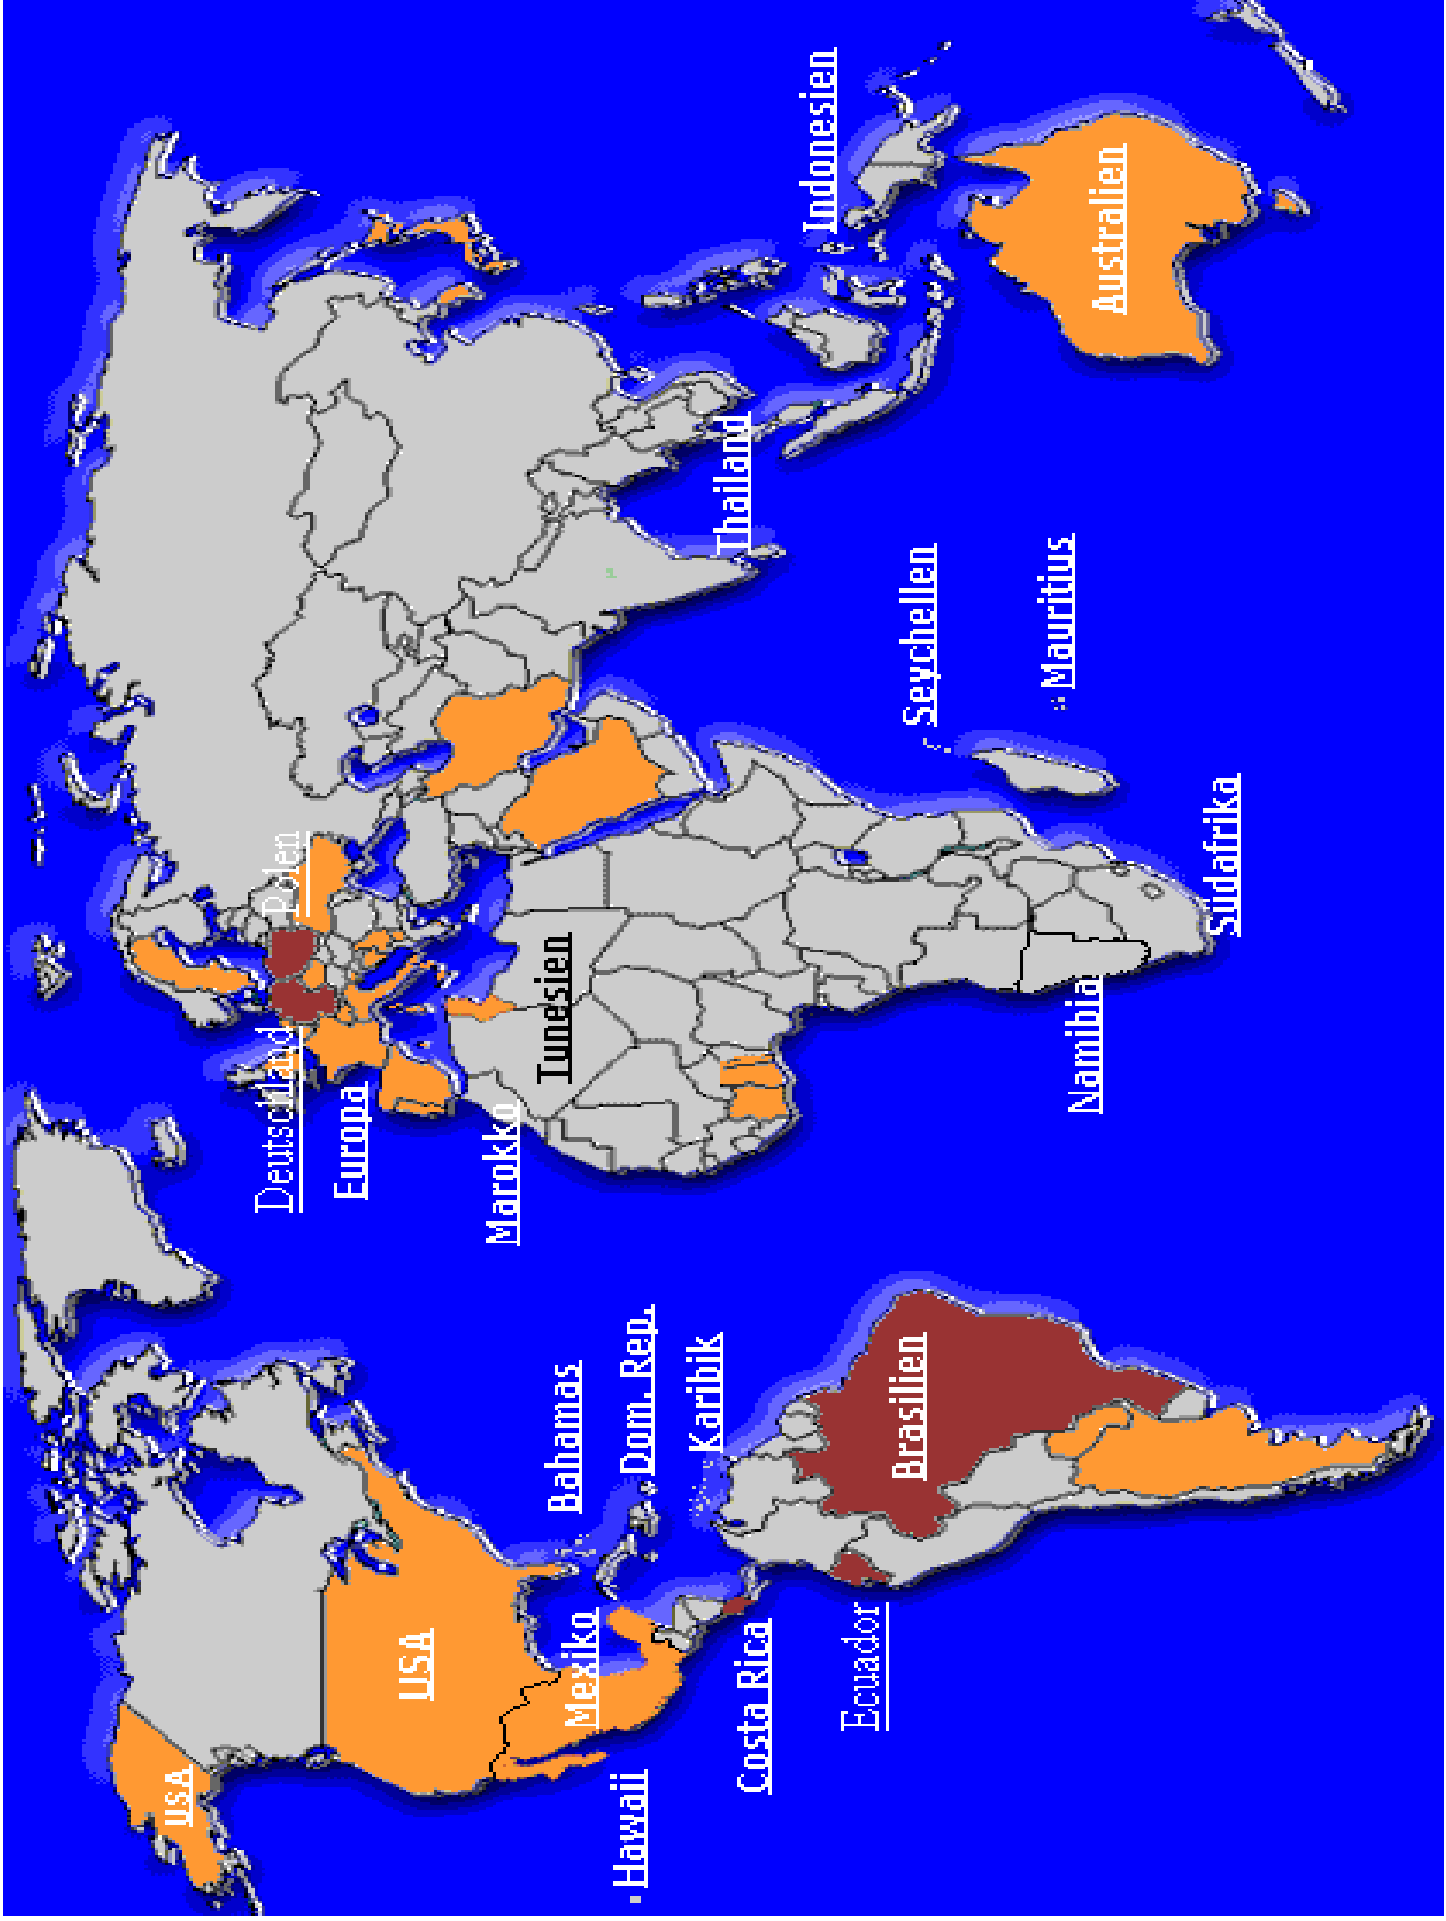 USA
USA
Hawaii
Mexiko
Bahamas
Dom. Rep.
Karibik
Costa Rica
Ecuador
Brasilien
Deutschland
Polen
Europa
Marokko
Tunesien
Namibia
Südafrika
Seychellen
Mauritius
Thailand
Indonesien
Australien